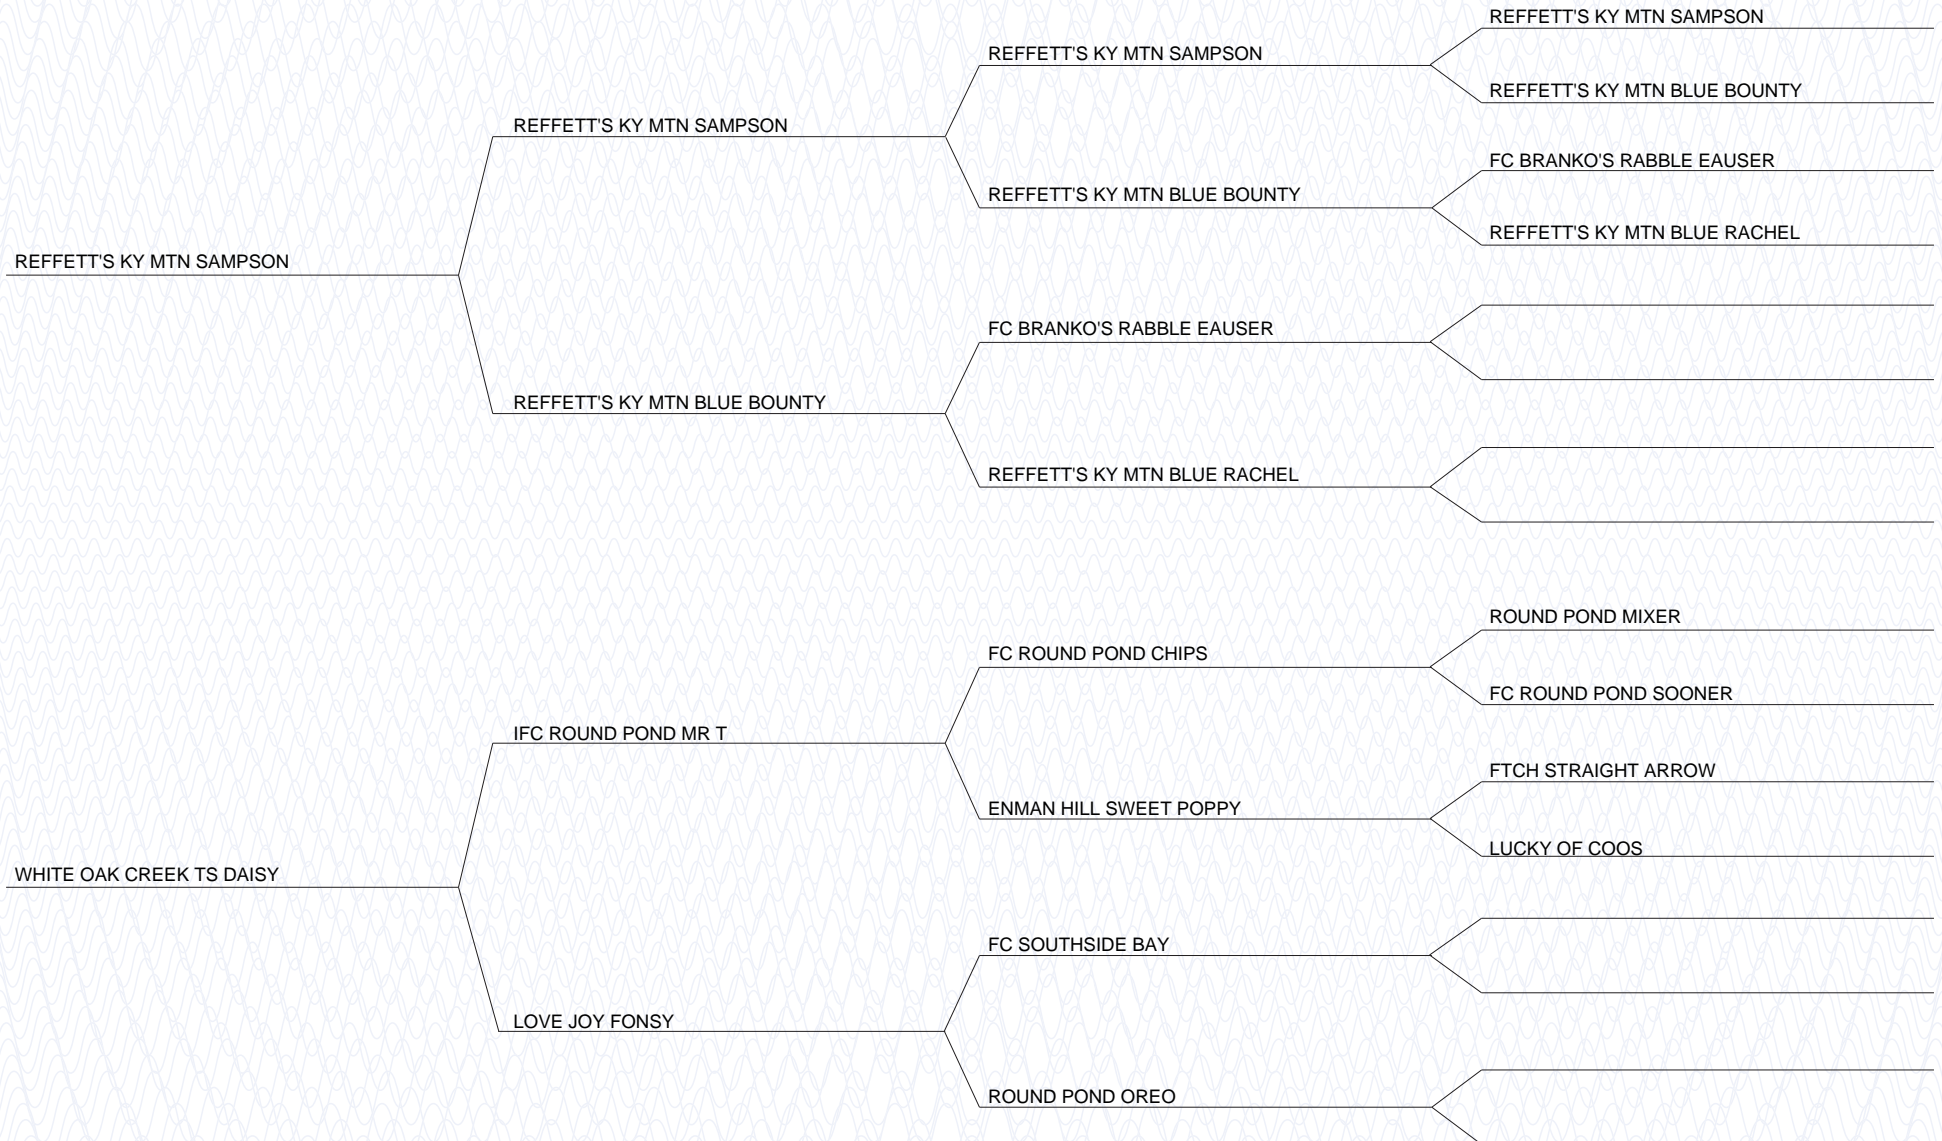 REFFETT'S KY MTN SAMPSON
REFFETT'S KY MTN SAMPSON
REFFETT'S KY MTN BLUE BOUNTY
REFFETT'S KY MTN SAMPSON
FC BRANKO'S RABBLE EAUSER
REFFETT'S KY MTN BLUE BOUNTY
REFFETT'S KY MTN BLUE RACHEL
REFFETT'S KY MTN SAMPSON
FC BRANKO'S RABBLE EAUSER
REFFETT'S KY MTN BLUE BOUNTY
REFFETT'S KY MTN BLUE RACHEL
ROUND POND MIXER
FC ROUND POND CHIPS
FC ROUND POND SOONER
IFC ROUND POND MR T
FTCH STRAIGHT ARROW
ENMAN HILL SWEET POPPY
LUCKY OF COOS
WHITE OAK CREEK TS DAISY
FC SOUTHSIDE BAY
LOVE JOY FONSY
ROUND POND OREO